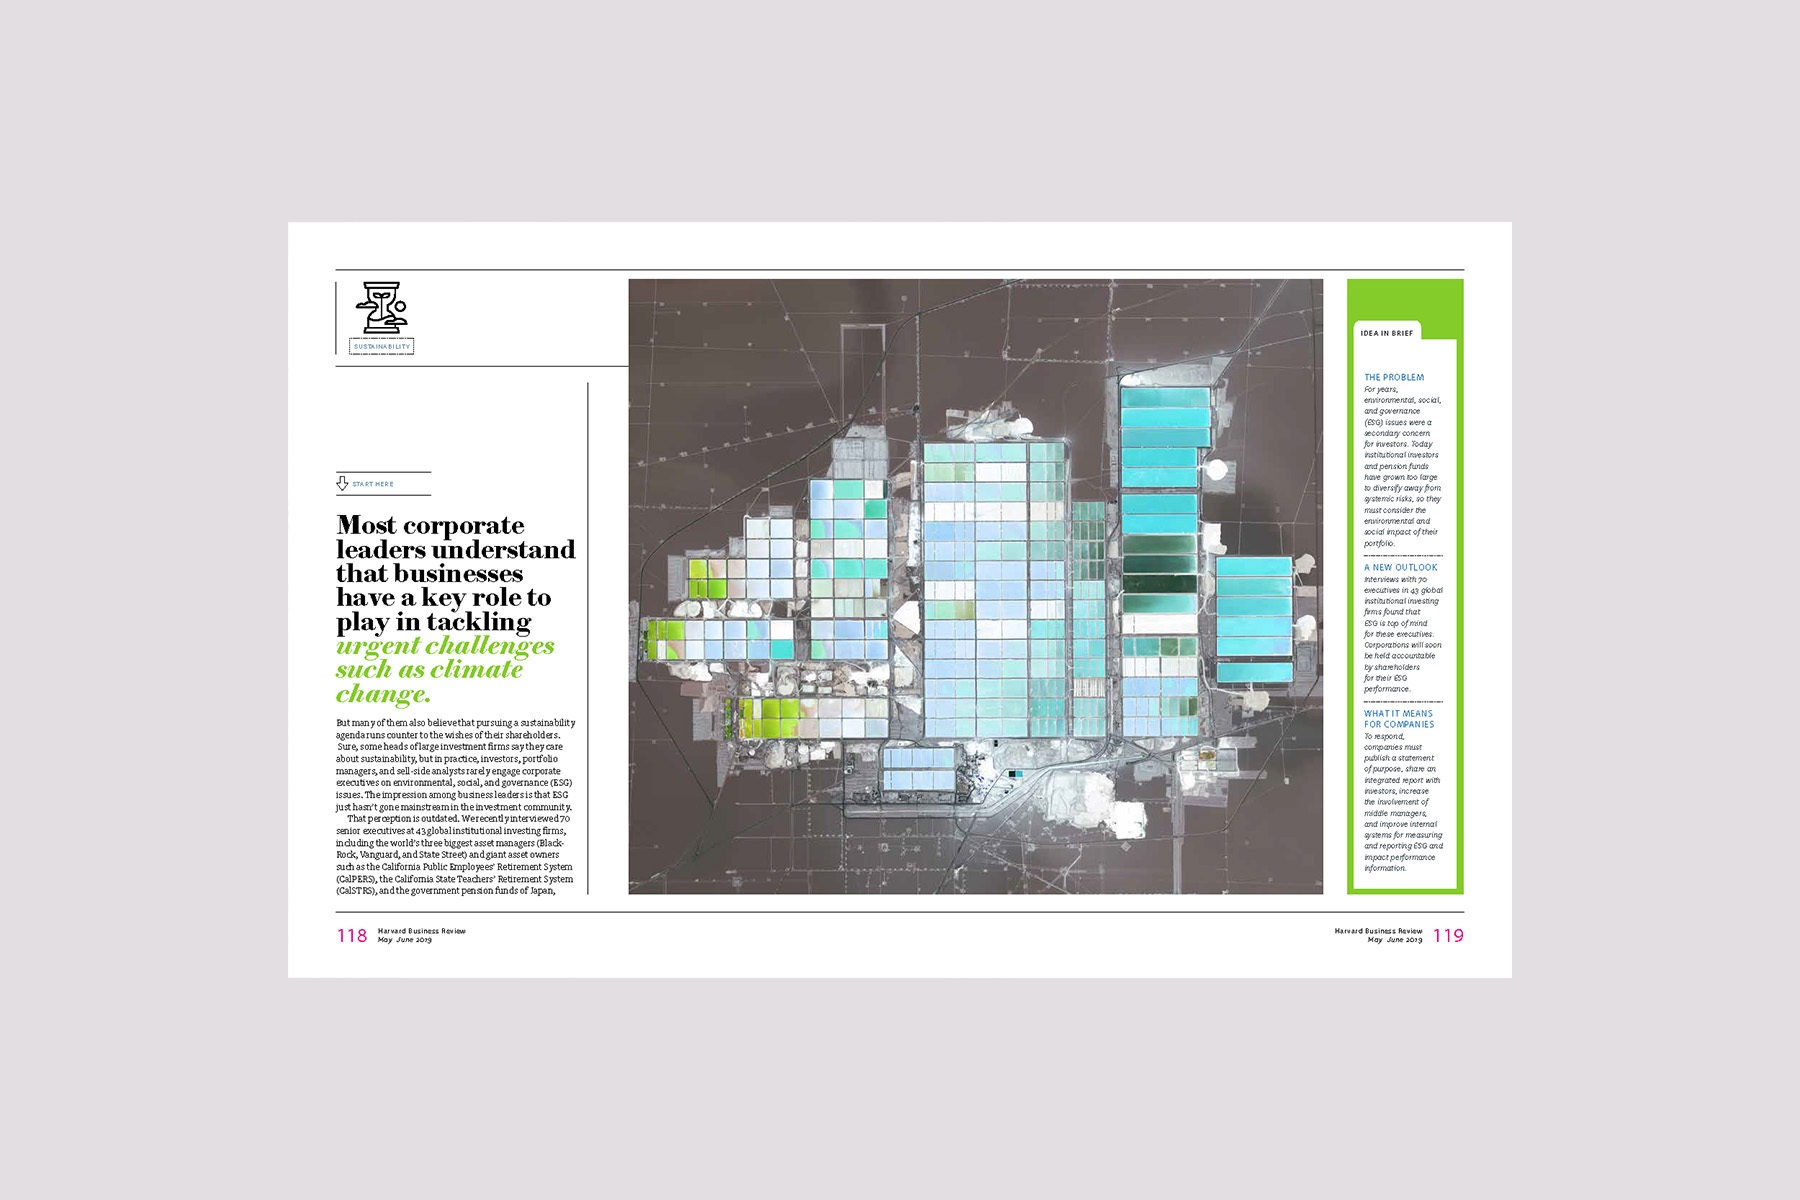 SUSTAINABILITY
START HERE
Most corporate
leaders understand
that businesses
have a key role to
play in tackling
urgent challenges
such as climate
change.
But many of them also believe that pursuing a sustainability
agenda runs counter to the wishes of their shareholders.
Sure, some heads of large investment firms say they care
about sustainability, but in practice, investors, portfolio
managers, and sell-side analysts rarely engage corporate
executives on environmental, social, and governance (ESG)
issues. The impression among business leaders is that ESG
just hasn't gone mainstream in the investment community.
That perception is outdated. We recently interviewed 70
senior executives at 43 global institutional investing firms,
including the world's three biggest asset managers (Black-
Rock, Vanguard, and State Street) and giant asset owners
such as the California Public Employees' Retirement System
(CalPERS), the California State Teachers' Retirement System
(CalSTRS), and the government pension funds of Japan,
118
Harvard Business Review
May June 2019
IDEA IN BRIEF
THE PROBLEM
For years,
environmental, social,
and governance
(ESG) issues were a
secondary concern
for investors. Today
institutional investors
and pension funds
have grown too large
to diversify away from
systemic risks, so they
must consider the
environmental and
social impact of their
portfolio.
A NEW OUTLOOK
Interviews with 70
executives in 43 global
institutional investing
firms found that
ESG is top of mind
for these executives.
Corporations will soon
be held accountable
by shareholders
for their ESG
performance.
WHAT IT MEANS
FOR COMPANIES
To respond,
companies must
publish a statement
of purpose, share an
integrated report with
investors, increase
the involvement of
middle managers,
and improve internal
systems for measuring
and reporting ESG and
impact performance
information.
Harvard Business Review
May June 2019
119